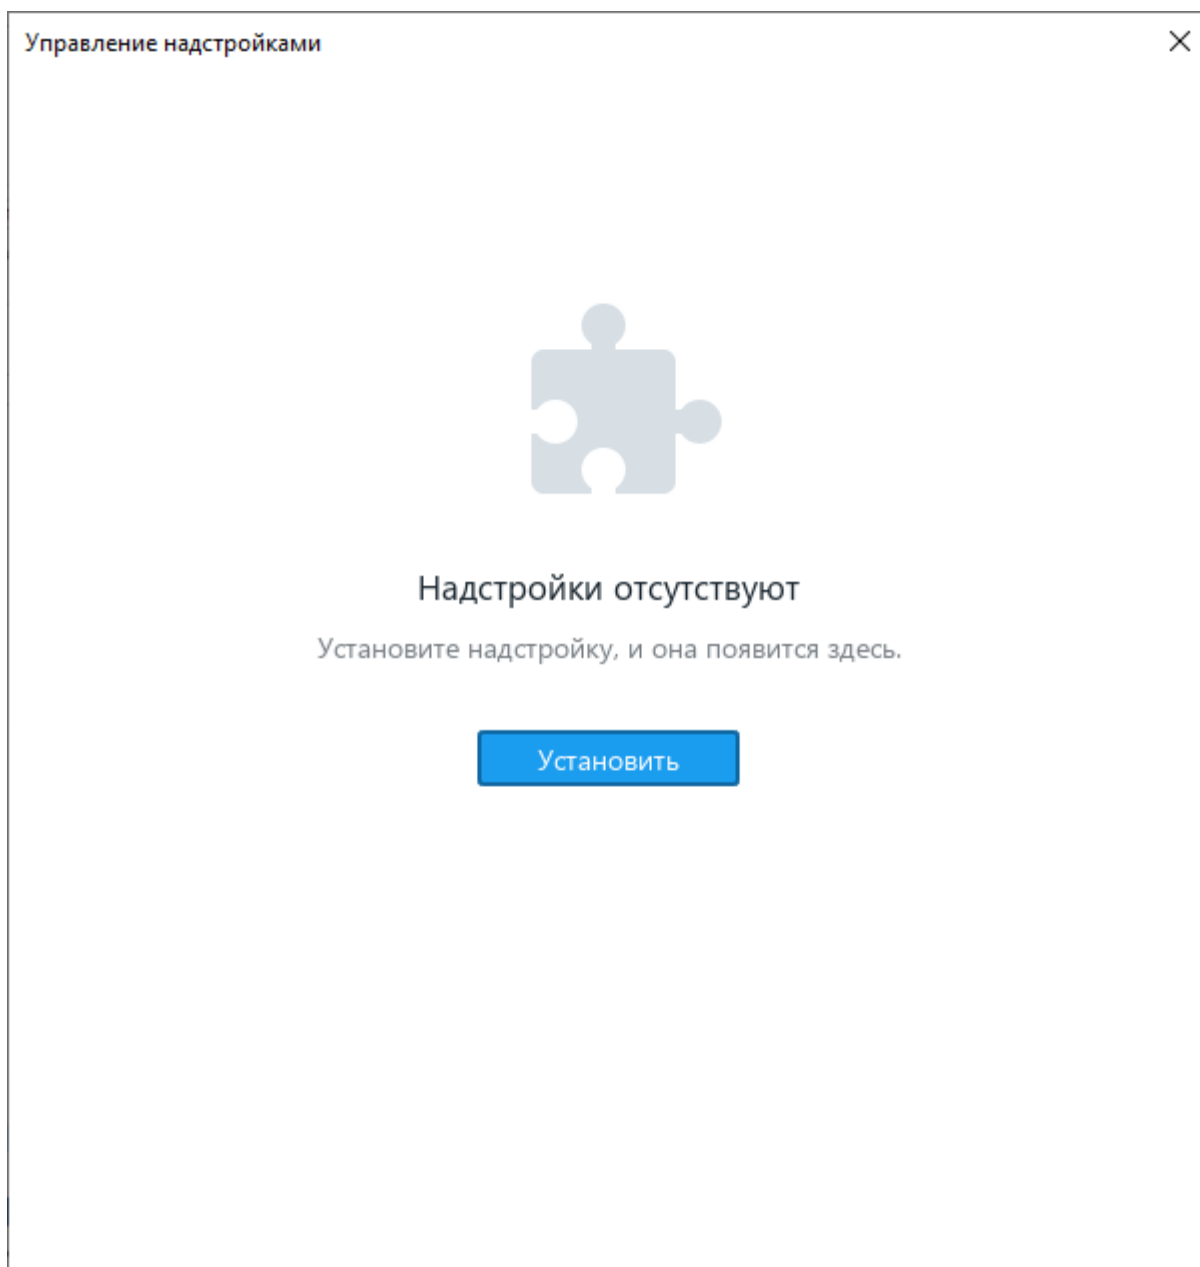 Управление надстройками
Надстройки отсутствуют
Установите надстройку, и она появится здесь.
Установить